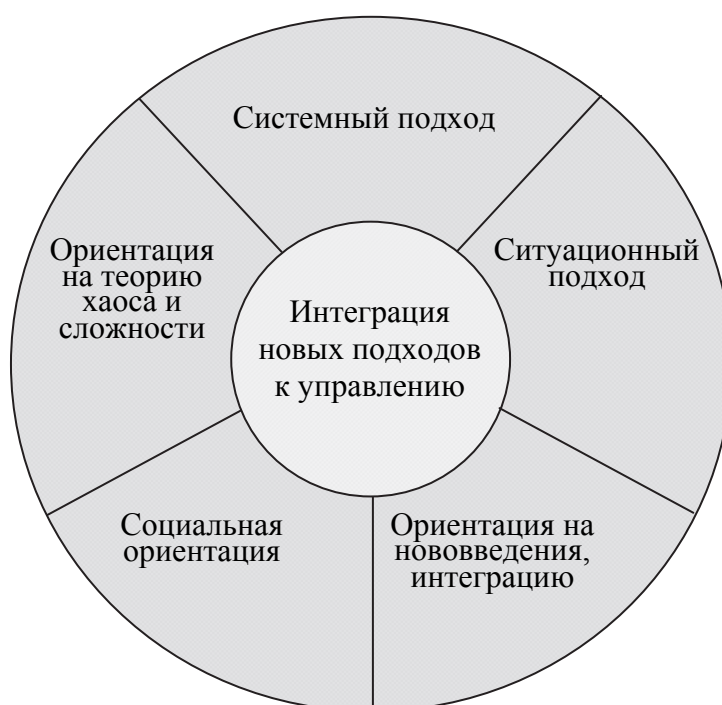 Системный подход
Ситуационный
подход
Ориентация на
нововведения,
интеграцию
Социальная
ориентация
Ориентация
на теорию
хаоса и
сложности
Интеграция
новых подходов
к управлению